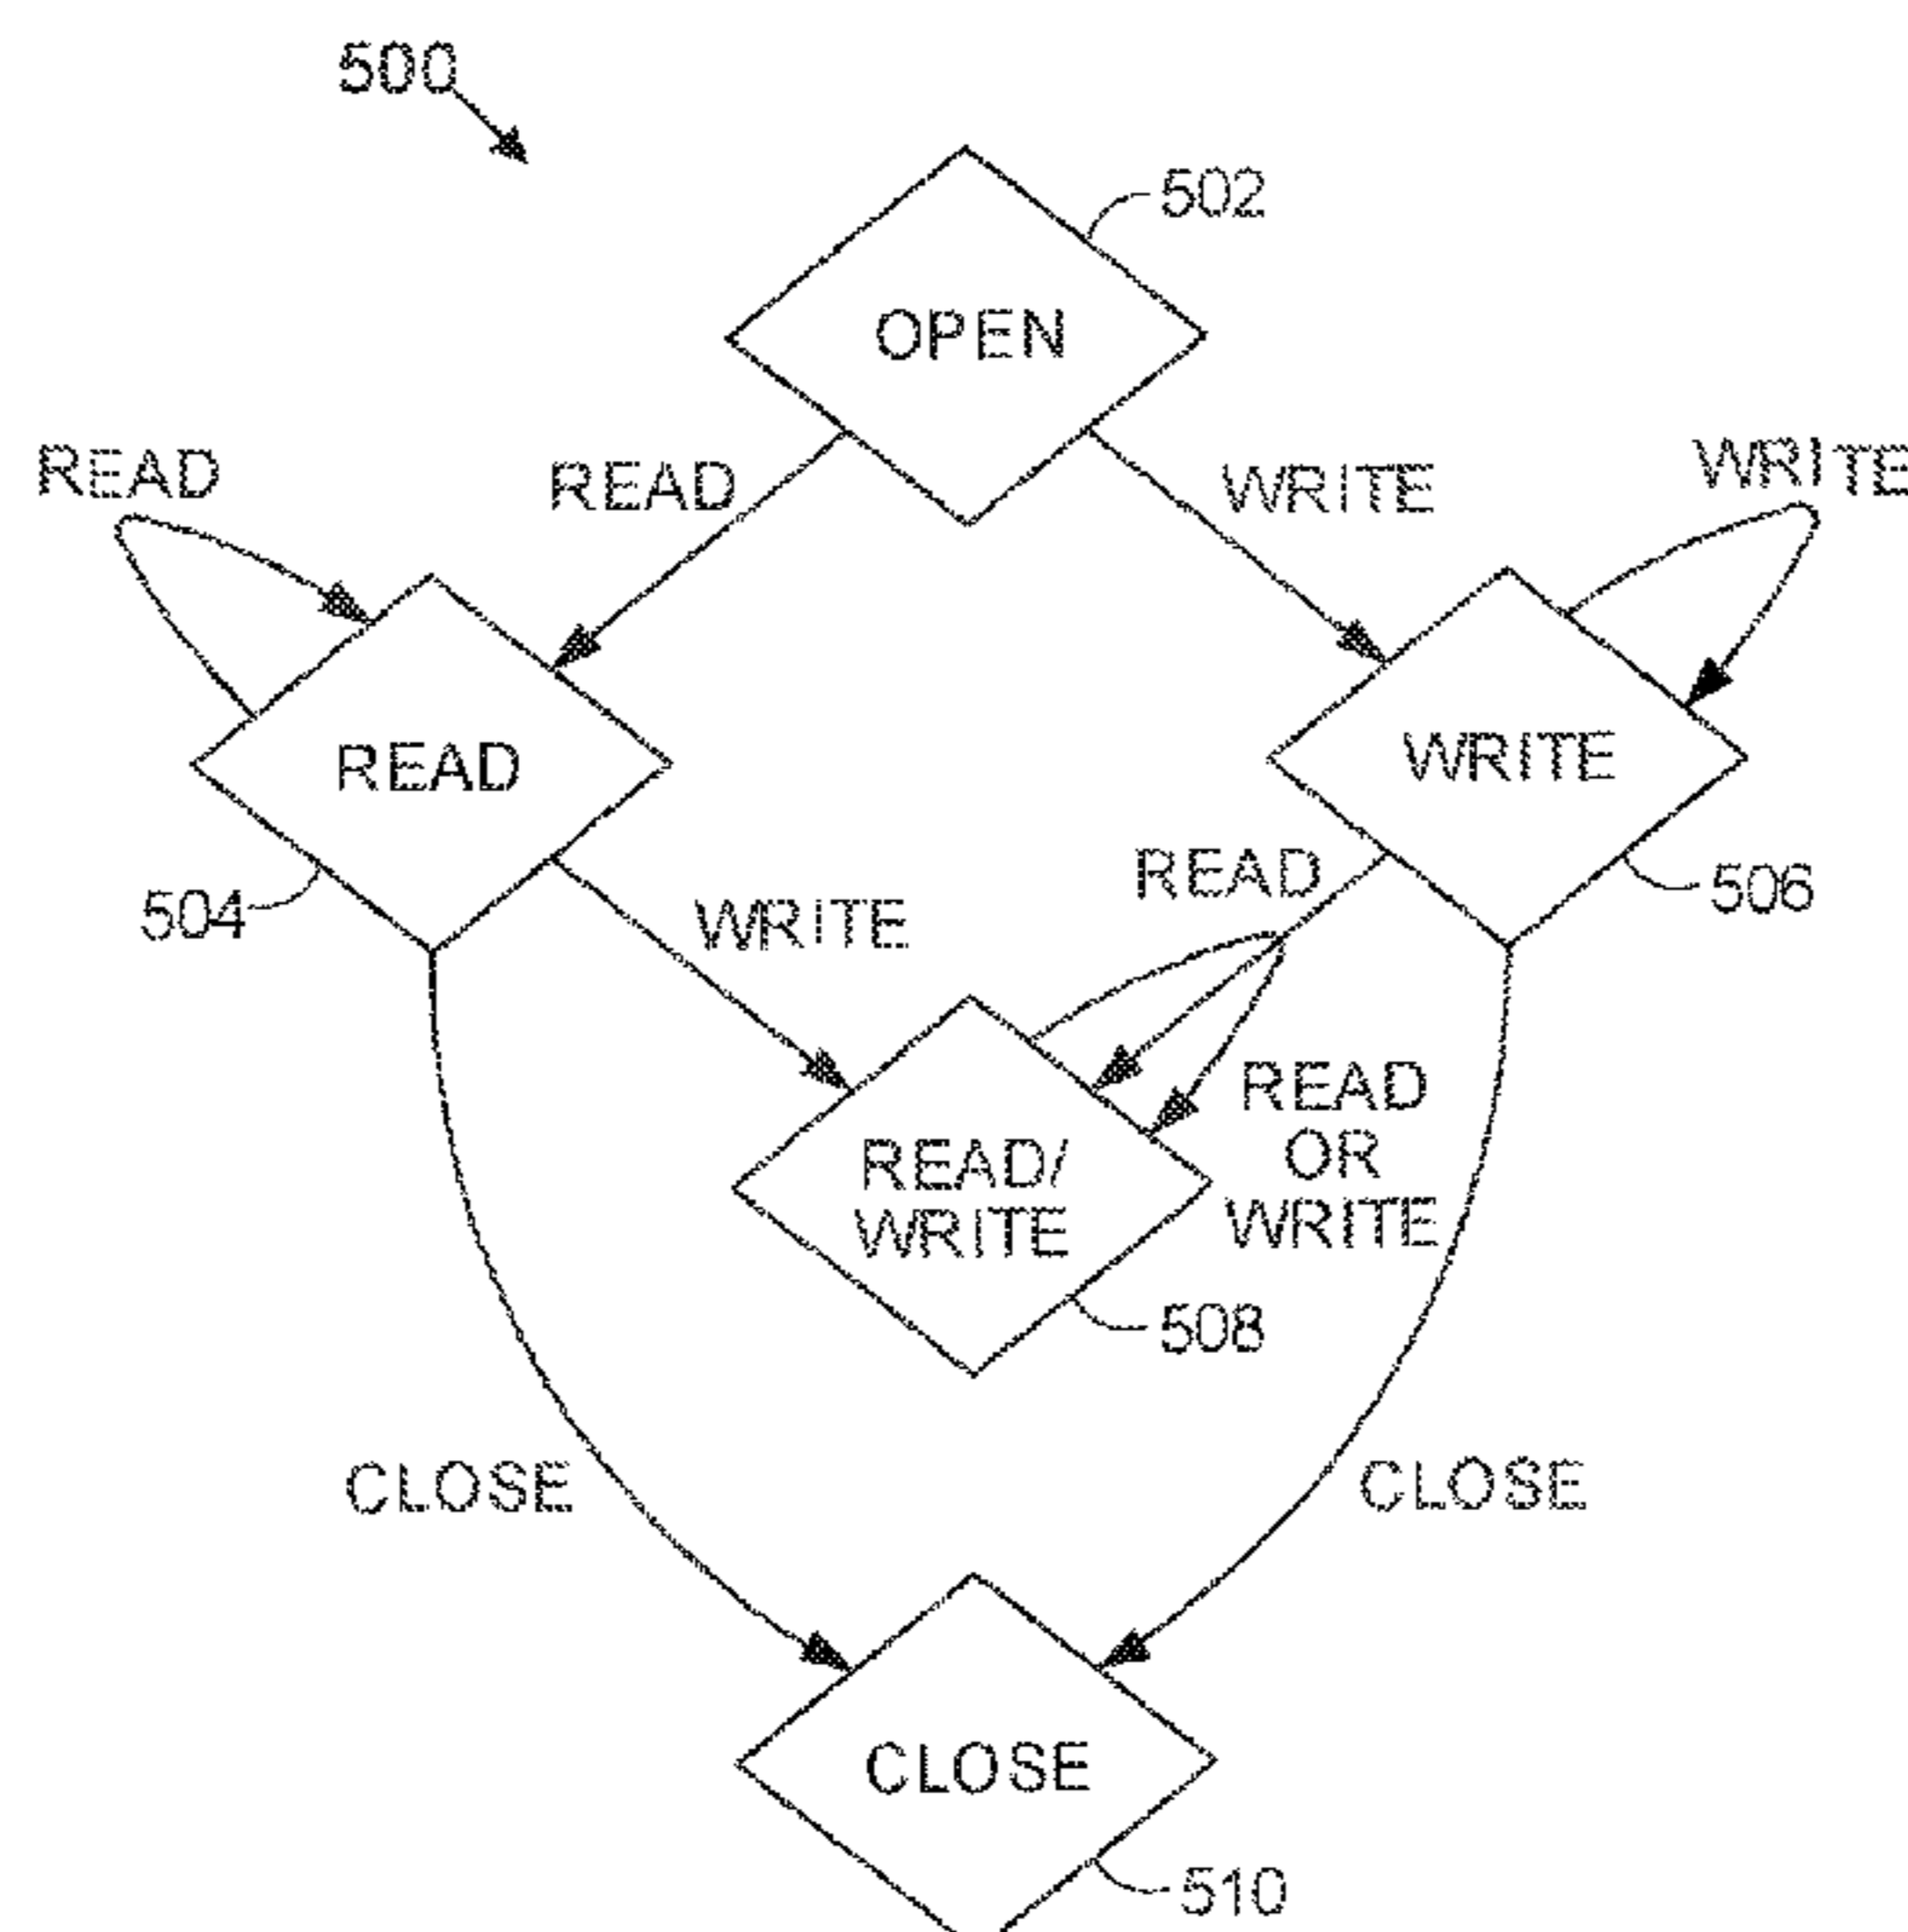 500
502
OPEN
READ
READ
WRITE
WRITE
READ
WRITE
504
WRITE
READ
506
READ/
WRITE
READ
OR
WRITE
508
CLOSE
CLOSE
CLOSE
510